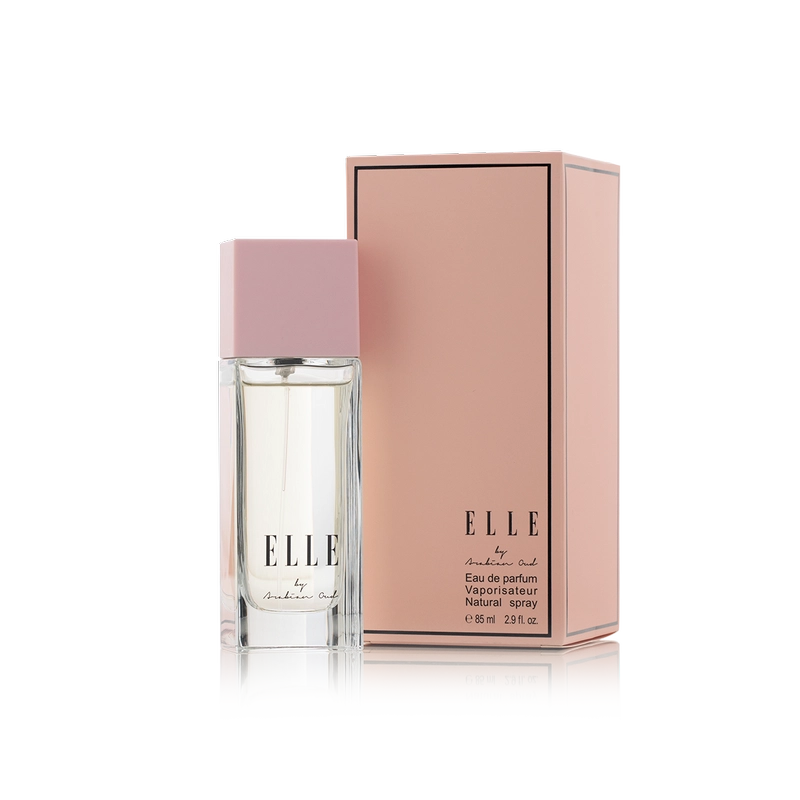 ELLE
by
Arabian Oud
ELLE
by
Arabian Oud
Eau de parfum
Vaporisateur
Natural spray
℮ 85 ml 2.9 fl. oz.